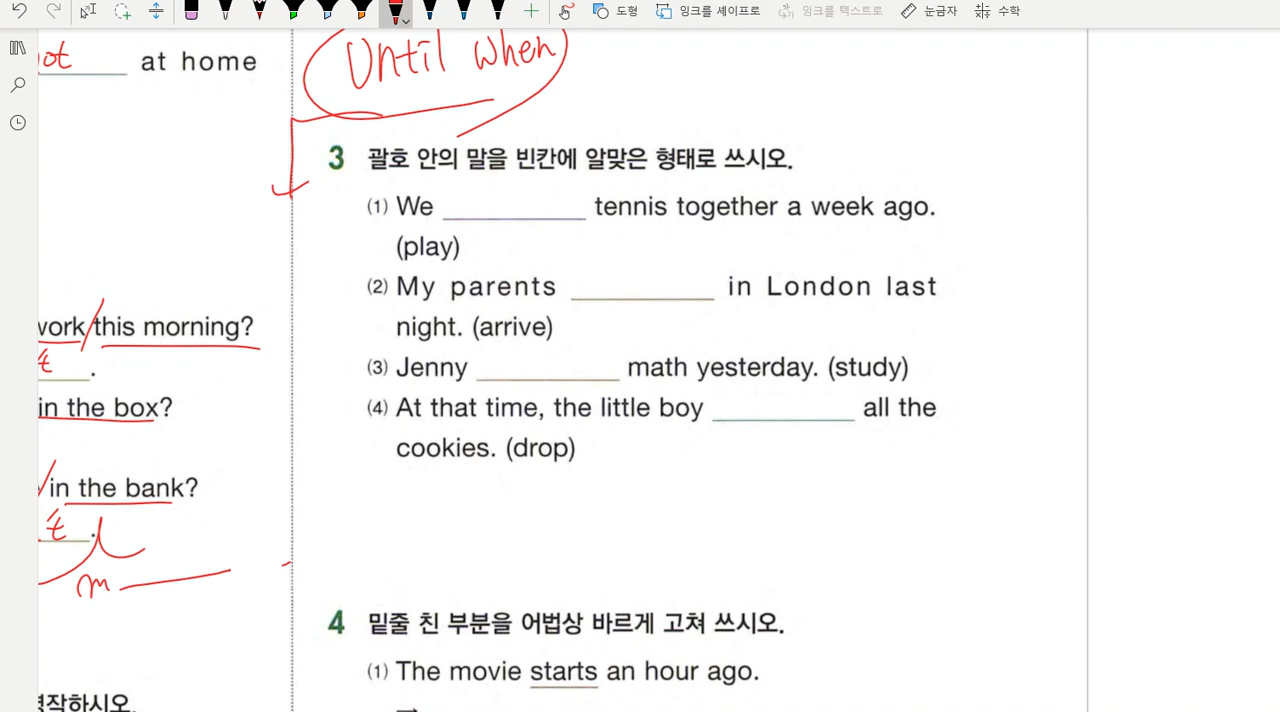 도형 잉크를 셰이프로 잉크를 텍스트로 눈금자 수학
ot at home
Until when
work/this morning?
t .
in the box?
/in the bank?
t .
m
작하시오.
3 괄호 안의 말을 빈칸에 알맞은 형태로 쓰시오.
(1) We __________ tennis together a week ago.
(play)
(2) My parents __________ in London last
night. (arrive)
(3) Jenny __________ math yesterday. (study)
(4) At that time, the little boy __________ all the
cookies. (drop)
4 밑줄 친 부분을 어법상 바르게 고쳐 쓰시오.
(1) The movie starts an hour ago.